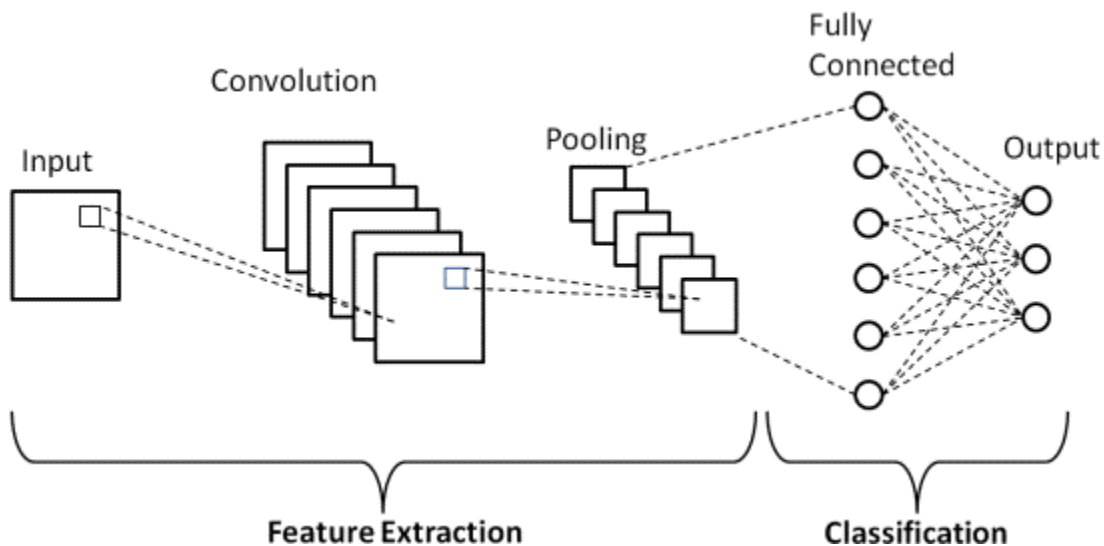 Input
Convolution
Pooling
Fully
Connected
Output
Feature Extraction
Classification